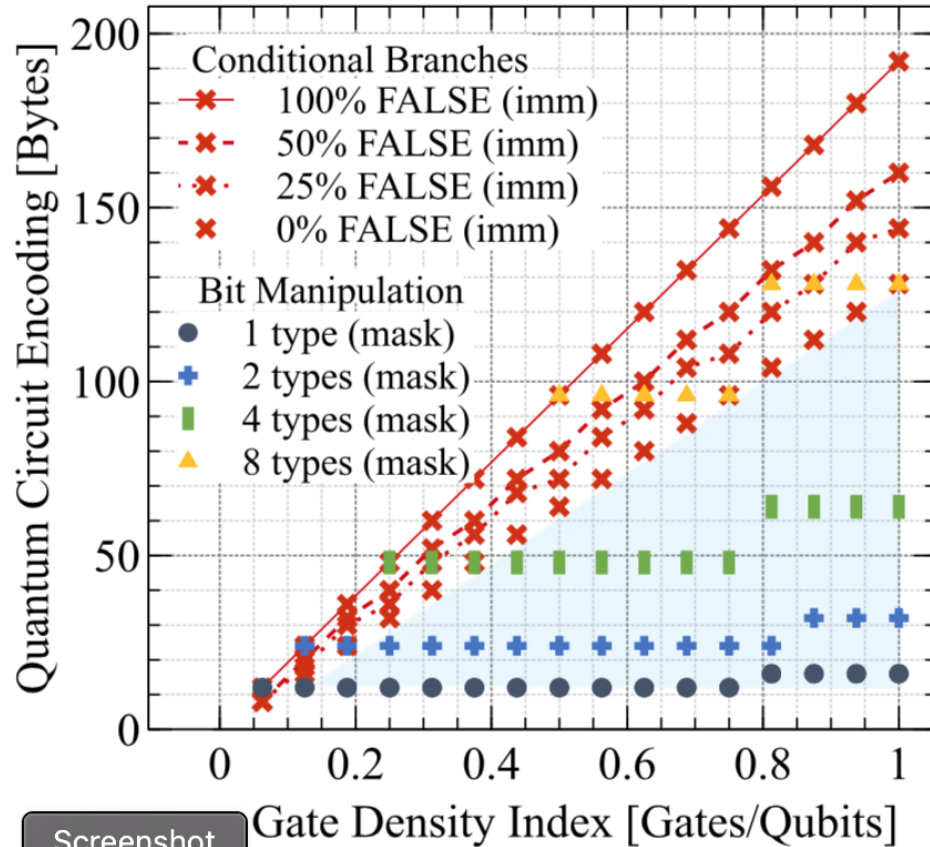 Quantum Circuit Encoding [Bytes]
200
150
100
50
0
Conditional Branches
100% FALSE (imm)
50% FALSE (imm)
25% FALSE (imm)
0% FALSE (imm)
Bit Manipulation
1 type (mask)
2 types (mask)
4 types (mask)
8 types (mask)
0 0.2 0.4 0.6 0.8 1
Gate Density Index [Gates/Qubits]
Screenshot